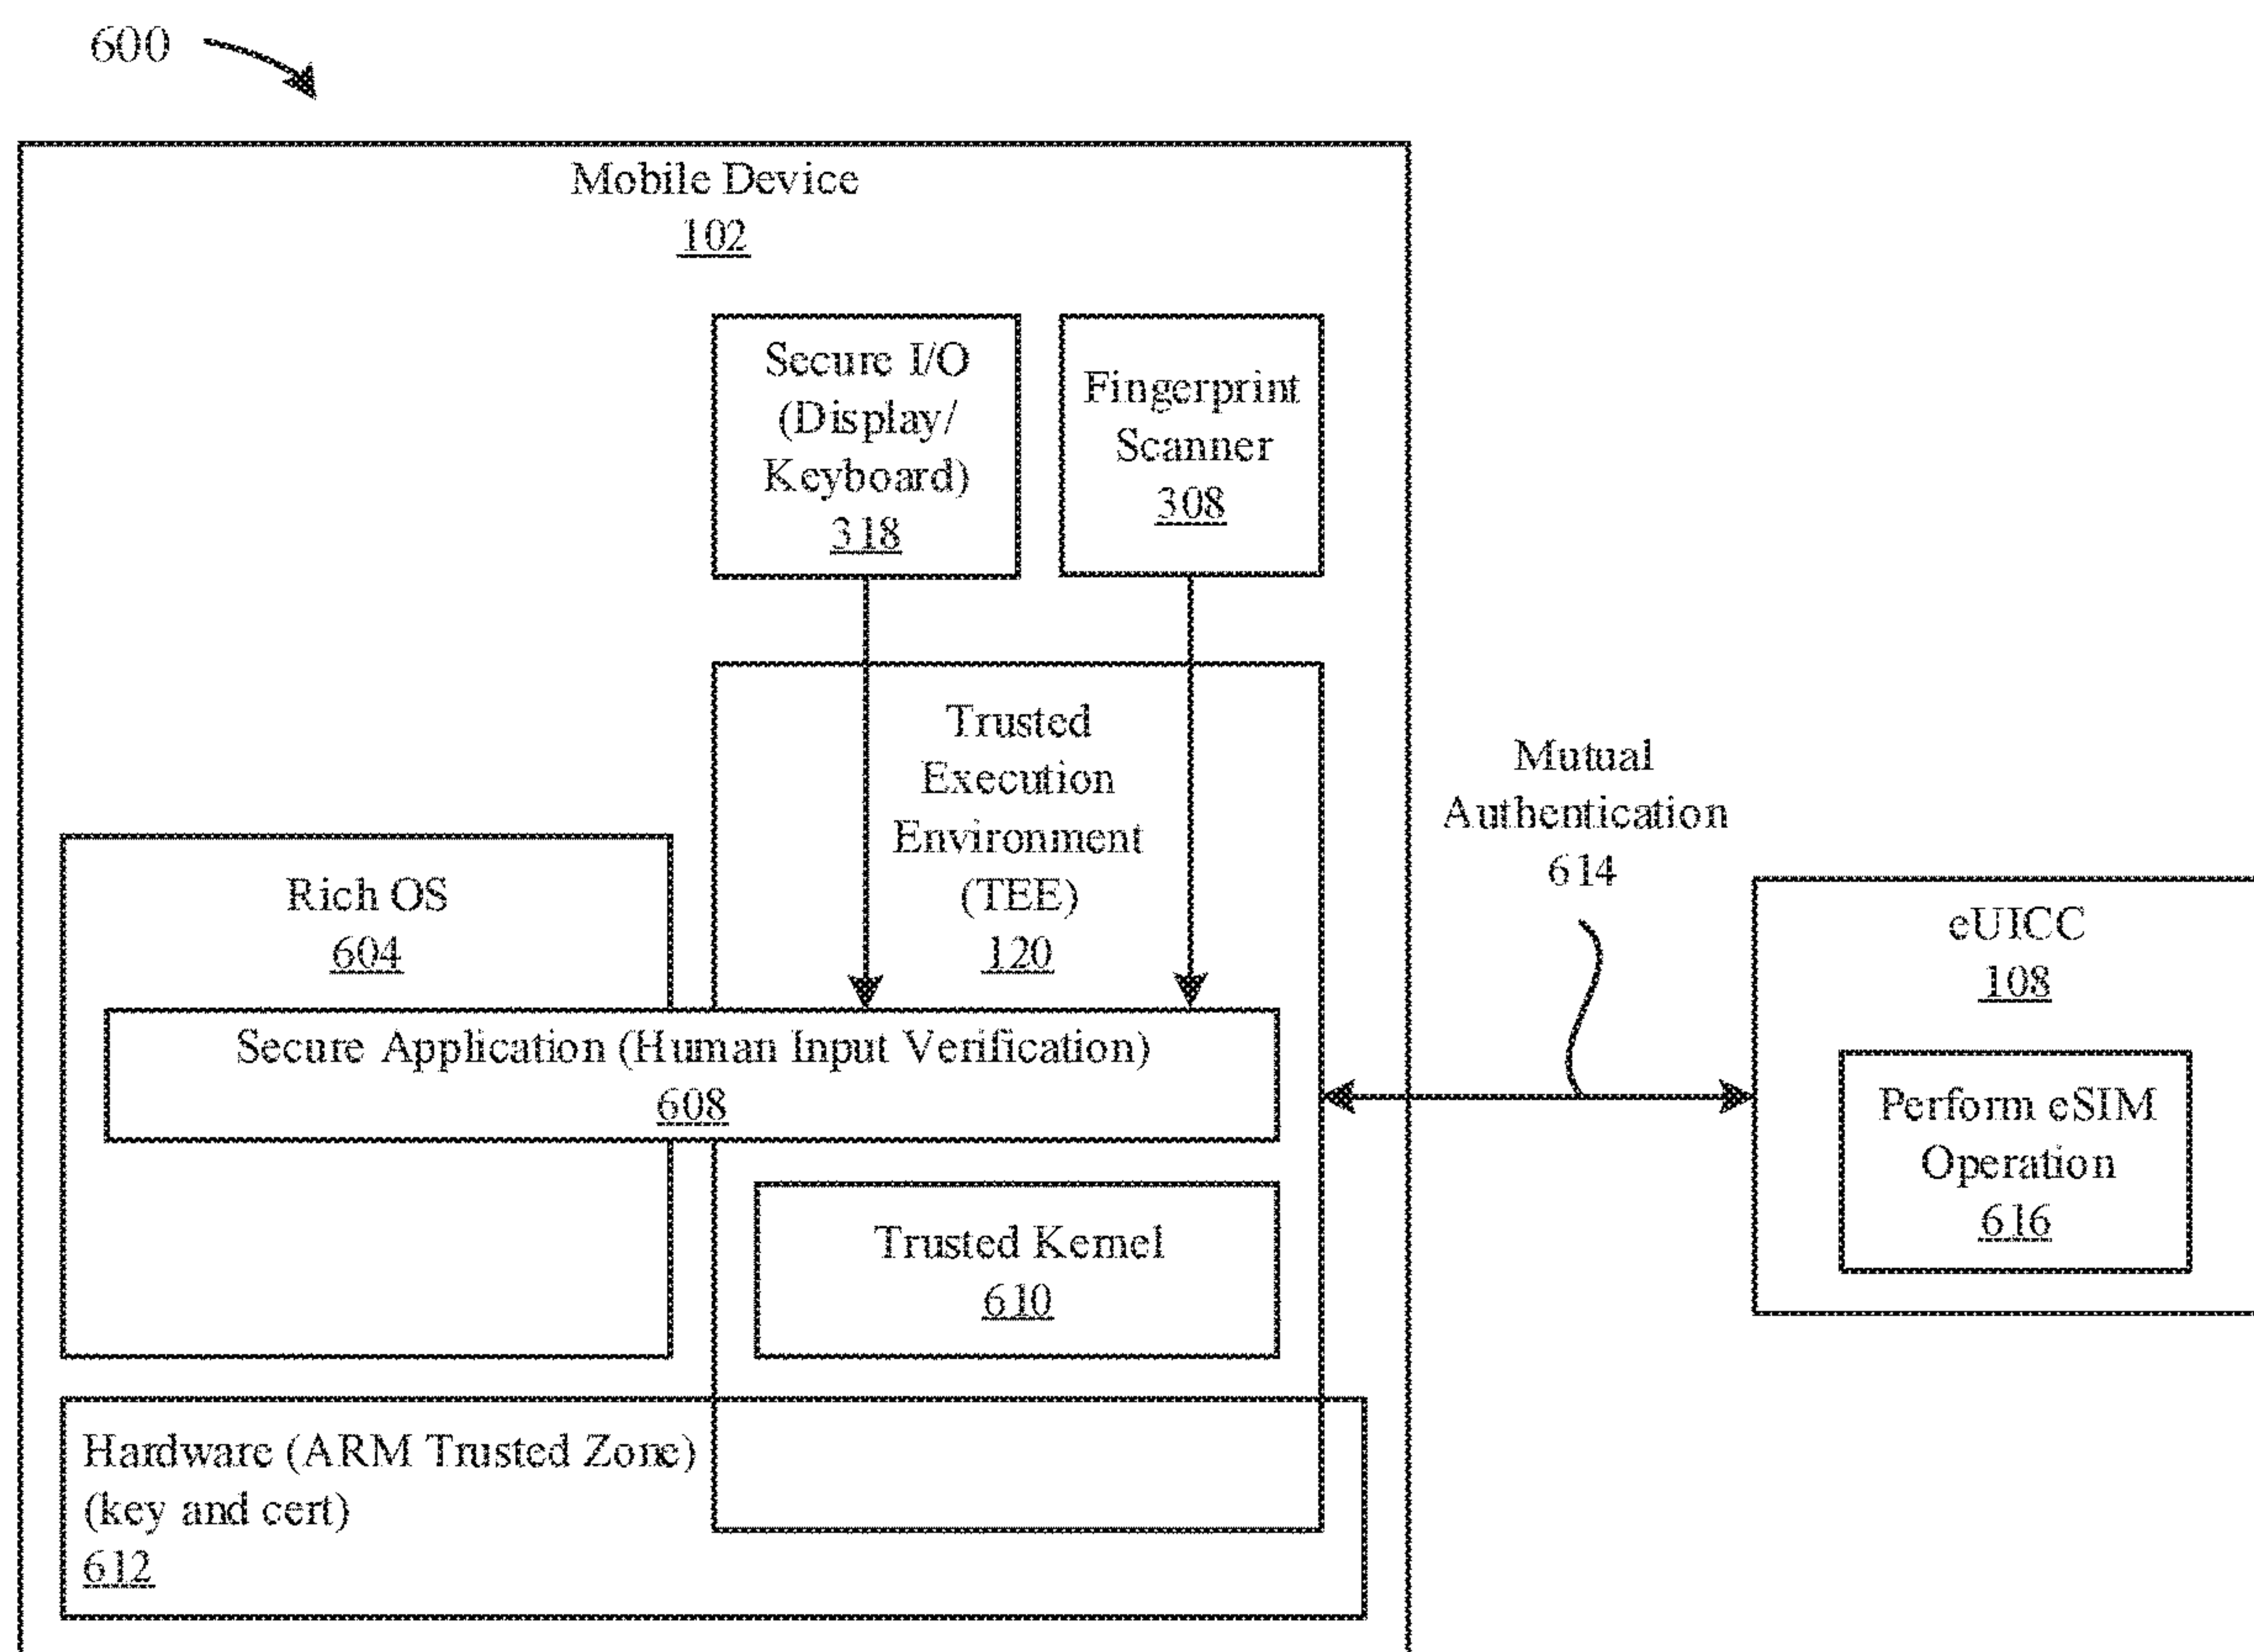 600
Mobile Device
102
Secure I/O
(Display/
Keyboard)
318
Fingerprint
Scanner
308
Trusted
Execution
Environment
(TEE)
120
Rich OS
604
Secure Application (Human Input Verification)
608
Trusted Kernel
610
Hardware (ARM Trusted Zone)
(key and cert)
612
Mutual
Authentication
614
eUICC
108
Perform eSIM
Operation
616